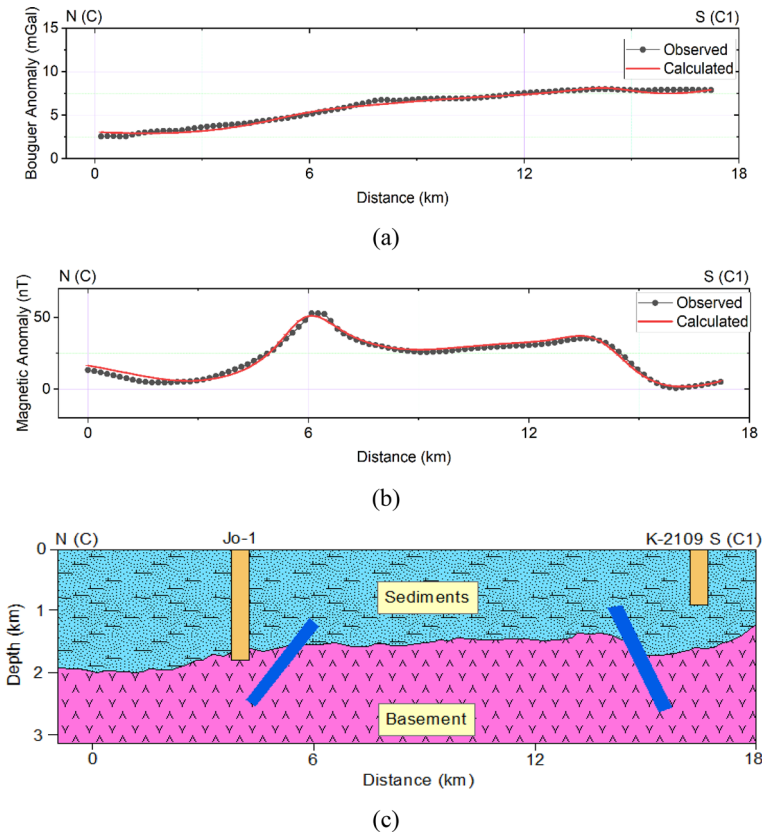 N (C) S (C1)
15
10
5
0
Bouguer Anomaly (mGal)
Observed
Calculated
0 6 12 18
Distance (km)
(a)
N (C) S (C1)
50
0
Magnetic Anomaly (nT)
Observed
Calculated
0 6 12 18
Distance (km)
(b)
N (C) Jo-1 K-2109 S (C1)
0
1
2
3
Depth (km)
Sediments
Basement
0 6 12 18
Distance (km)
(c)